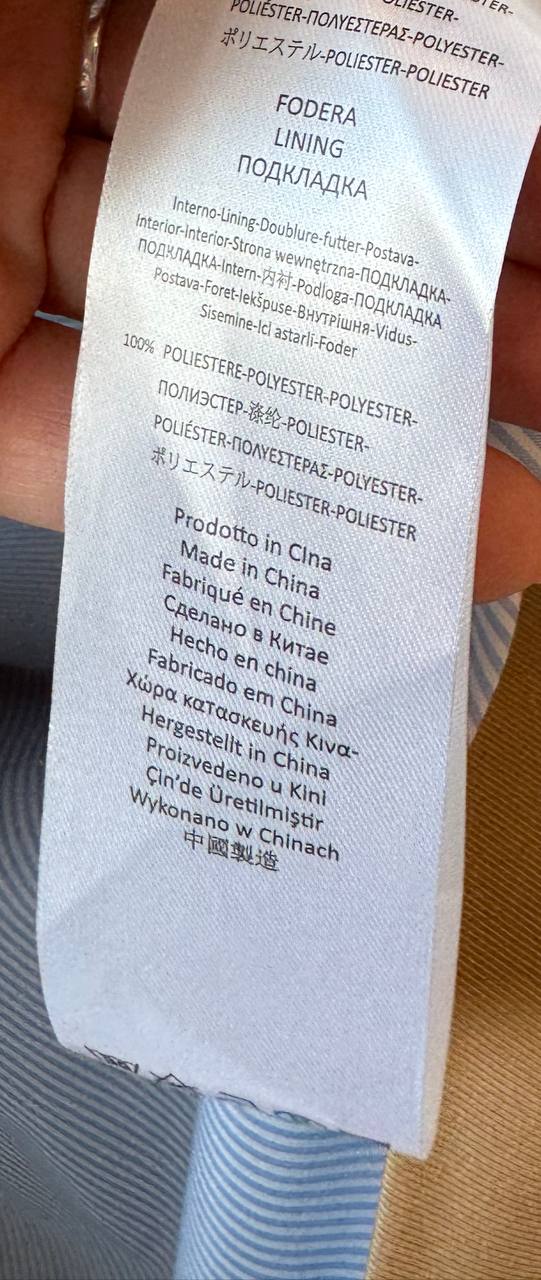 POLIÉSTER-ΠΟΛΥΕΣΤΕΡΑΣ-POLYESTER-
ポリエステル-POLIESTER-POLIESTER
FODERA
LINING
ПОДКЛАДКА
Interno-Lining-Doublure-futter-Postava-
Interior-Interior-Strona wewnętrzna-ПОДКЛАДКА-
ПОДКЛАДКА-Intern-内衬-Podloga-ПОДКЛАДКА
Postava-Foret-Iekšpuse-ВНУТРІШНЯ-Vidus-
Sisemine-Icl astarli-Foder
100% POLIESTERE-POLYESTER-POLYESTER-
ПОЛИЭСТЕР-涤纶-POLIESTER-
POLIÉSTER-ΠΟΛΥΕΣΤΕΡΑΣ-POLYESTER-
ポリエステル-POLIESTER-POLIESTER
Prodotto in CIna
Made in China
Fabriqué en Chine
Сделано в Китае
Hecho en china
Fabricado em China
Χώρα κατασκευής Κινα-
Hergestellt in China
Proizvedeno u Kini
Çin'de Üretilmiştir
Wykonano w Chinach
中國製造